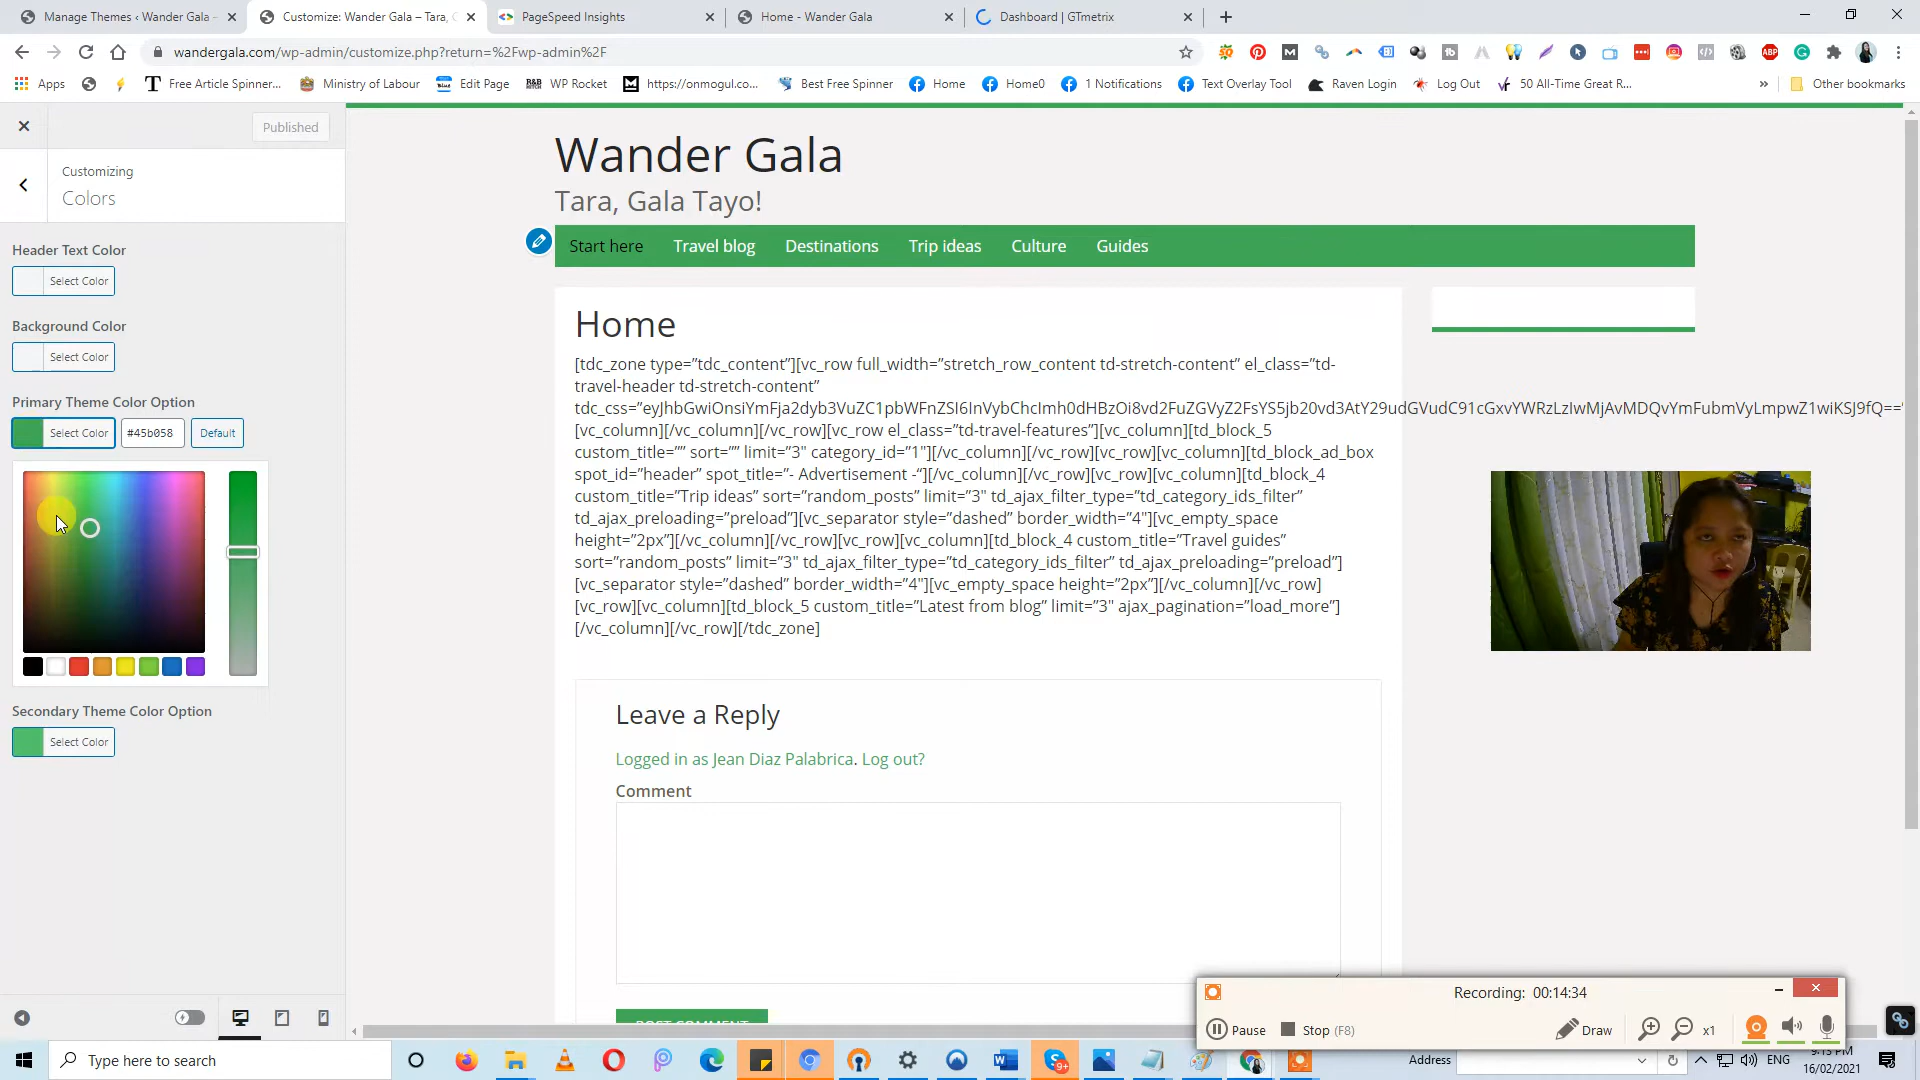 Manage Themes ‹ Wander Gala –
Customize: Wander Gala – Tara, G
PageSpeed Insights
Home - Wander Gala
Dashboard | GTmetrix
wandergala.com/wp-admin/customize.php?return=%2Fwp-admin%2F
Apps
Free Article Spinner...
Ministry of Labour
Edit Page
WP Rocket
https://onmogul.co...
Best Free Spinner
Home
Home0
1 Notifications
Text Overlay Tool
Raven Login
Log Out
50 All-Time Great R...
Other bookmarks
Published
Customizing
Colors
Header Text Color
Select Color
Background Color
Select Color
Primary Theme Color Option
Select Color
#45b058
Default
Secondary Theme Color Option
Select Color
Wander Gala
Tara, Gala Tayo!
Start here
Travel blog
Destinations
Trip ideas
Culture
Guides
Home
[tdc_zone type=”tdc_content”][vc_row full_width=”stretch_row_content td-stretch-content” el_class=”td-
travel-header td-stretch-content”
[vc_column][/vc_column][/vc_row][vc_row el_class=”td-travel-features”][vc_column][td_block_5
custom_title=”” sort=”” limit=”3″ category_id=”1″][/vc_column][/vc_row][vc_row][vc_column][td_block_ad_box
spot_id=”header” spot_title=”- Advertisement -“][/vc_column][/vc_row][vc_row][vc_column][td_block_4
custom_title=”Trip ideas” sort=”random_posts” limit=”3″ td_ajax_filter_type=”td_category_ids_filter”
td_ajax_preloading=”preload”][vc_separator style=”dashed” border_width=”4″][vc_empty_space
height=”2px”][/vc_column][/vc_row][vc_row][vc_column][td_block_4 custom_title=”Travel guides”
sort=”random_posts” limit=”3″ td_ajax_filter_type=”td_category_ids_filter” td_ajax_preloading=”preload”]
[vc_separator style=”dashed” border_width=”4″][vc_empty_space height=”2px”][/vc_column][/vc_row]
[vc_row][vc_column][td_block_5 custom_title=”Latest from blog” limit=”3″ ajax_pagination=”load_more”]
[/vc_column][/vc_row][/tdc_zone]
Leave a Reply
Logged in as Jean Diaz Palabrica. Log out?
Comment
Recording: 00:14:34
Pause
Stop (F8)
Draw
x1
Type here to search
Address
ENG
9:13 PM
16/02/2021